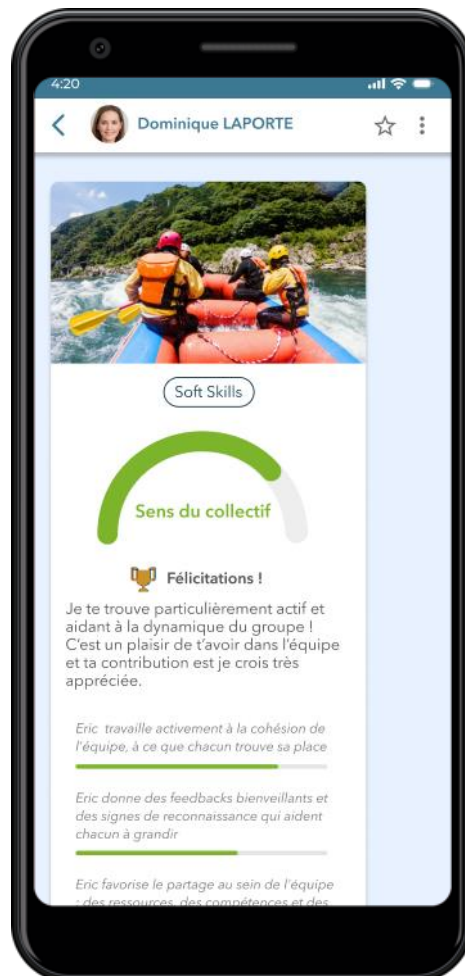 4:20
Dominique LAPORTE
Soft Skills
Sens du collectif
Félicitations !
Je te trouve particulièrement actif et
aidant à la dynamique du groupe !
C'est un plaisir de t'avoir dans l'équipe
et ta contribution est je crois très
appréciée.
Eric travaille activement à la cohésion de
l'équipe, à ce que chacun trouve sa place
Eric donne des feedbacks bienveillants et
des signes de reconnaissance qui aident
chacun à grandir
Eric favorise le partage au sein de l'équipe
: des ressources, des compétences et des